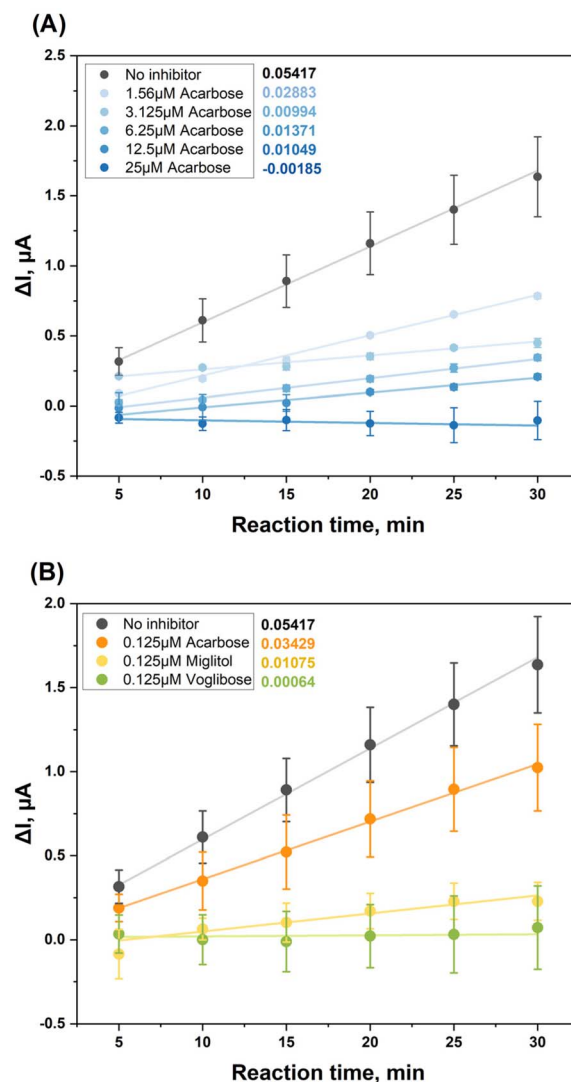 (A)
2.5
No inhibitor 0.05417
1.56µM Acarbose 0.02883
3.125µM Acarbose 0.00994
6.25µM Acarbose 0.01371
12.5µM Acarbose 0.01049
25µM Acarbose -0.00185
2.0
1.5
1.0
0.5
0.0
-0.5
ΔI, µA
5 10 15 20 25 30
Reaction time, min
(B)
2.0
No inhibitor 0.05417
0.125µM Acarbose 0.03429
0.125µM Miglitol 0.01075
0.125µM Voglibose 0.00064
1.5
1.0
0.5
0.0
-0.5
ΔI, µA
5 10 15 20 25 30
Reaction time, min